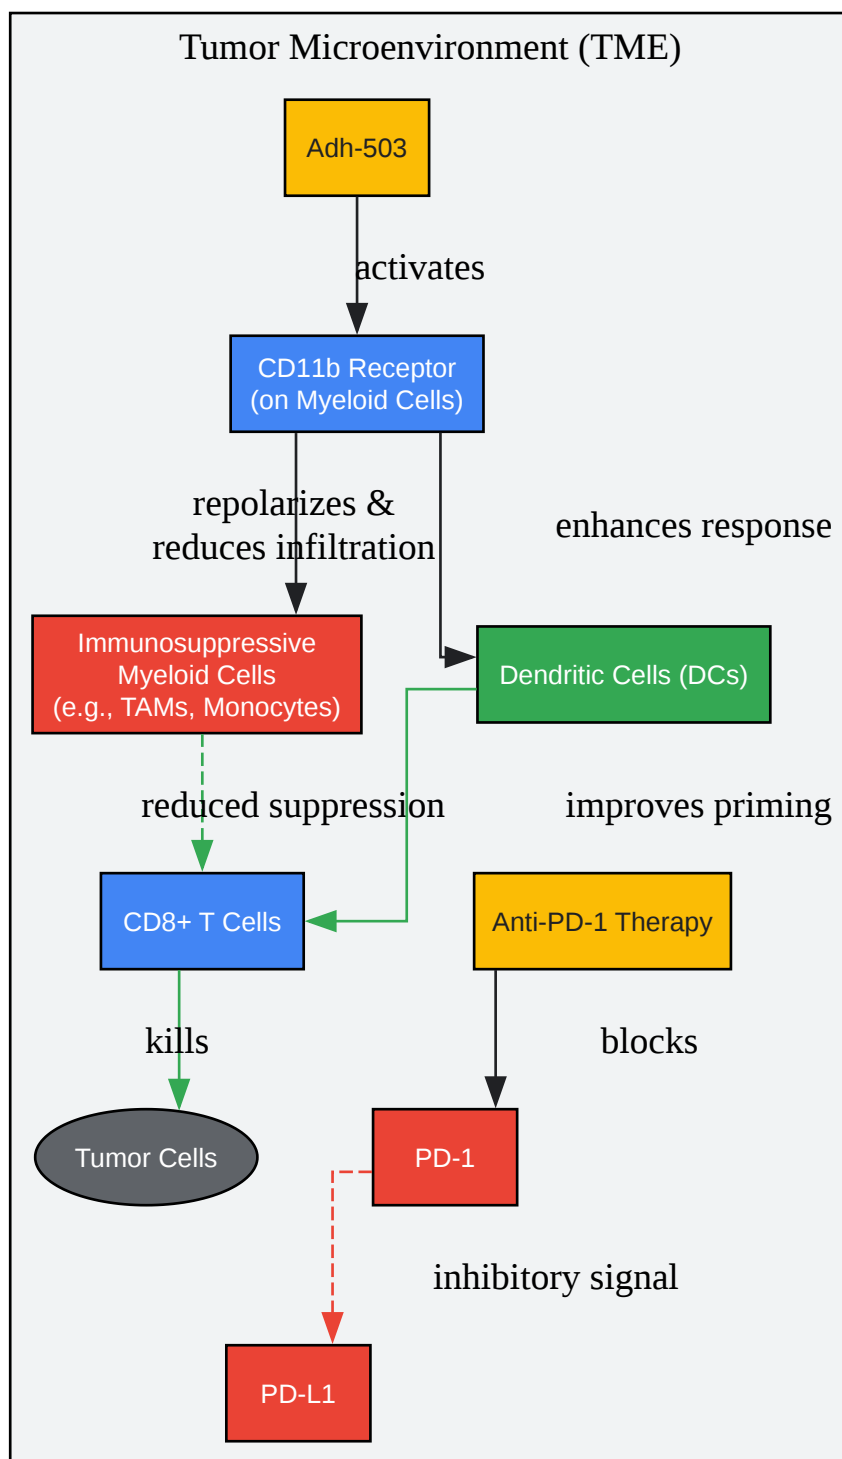 Tumor Microenvironment (TME)
Adh-503
activates
CD11b Receptor
(on Myeloid Cells)
repolarizes &
reduces infiltration
enhances response
Immunosuppressive
Myeloid Cells
(e.g., TAMs, Monocytes)
Dendritic Cells (DCs)
reduced suppression
improves priming
CD8+ T Cells
Anti-PD-1 Therapy
kills
blocks
Tumor Cells
PD-1
inhibitory signal
PD-L1